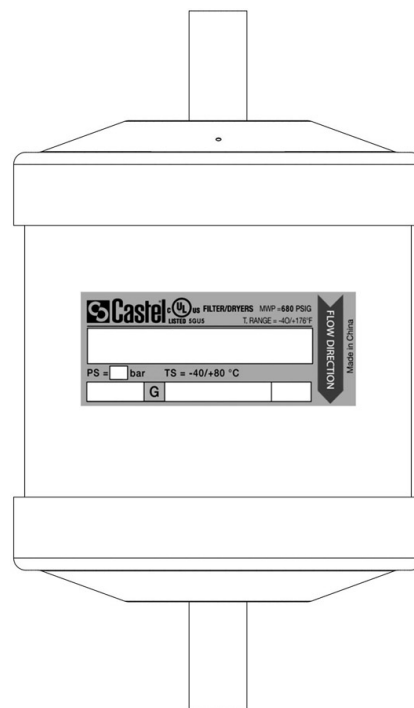 Castel c UL us FILTER/DRYERS MWP =680 PSIG
LISTED SGU5 T. RANGE = -40/+176°F
PS = bar TS = -40/+80 °C
G
FLOW DIRECTION
Made in China